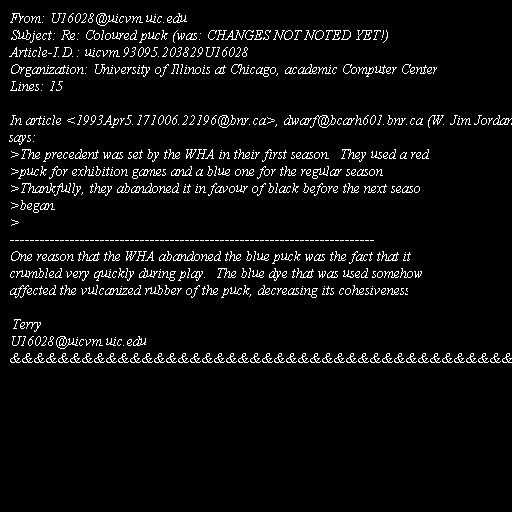 From: U16028@uicvm.uic.edu
Subject: Re: Coloured puck (was: CHANGES NOT NOTED YET!)
Article-I.D.: uicvm.93095.203829U16028
Organization: University of Illinois at Chicago, academic Computer Center
Lines: 15

In article <1993Apr5.171006.22196@bnr.ca>, dwarf@bcarh601.bnr.ca (W. Jim Jordan
says:
>The precedent was set by the WHA in their first season. They used a red
>puck for exhibition games and a blue one for the regular season
>Thankfully, they abandoned it in favour of black before the next seaso
>began.
>
-------------------------------------------------------------------------
One reason that the WHA abandoned the blue puck was the fact that it
crumbled very quickly during play. The blue dye that was used somehow
affected the vulcanized rubber of the puck, decreasing its cohesiveness

Terry
U16028@uicvm.uic.edu
&&&&&&&&&&&&&&&&&&&&&&&&&&&&&&&&&&&&&&&&&&